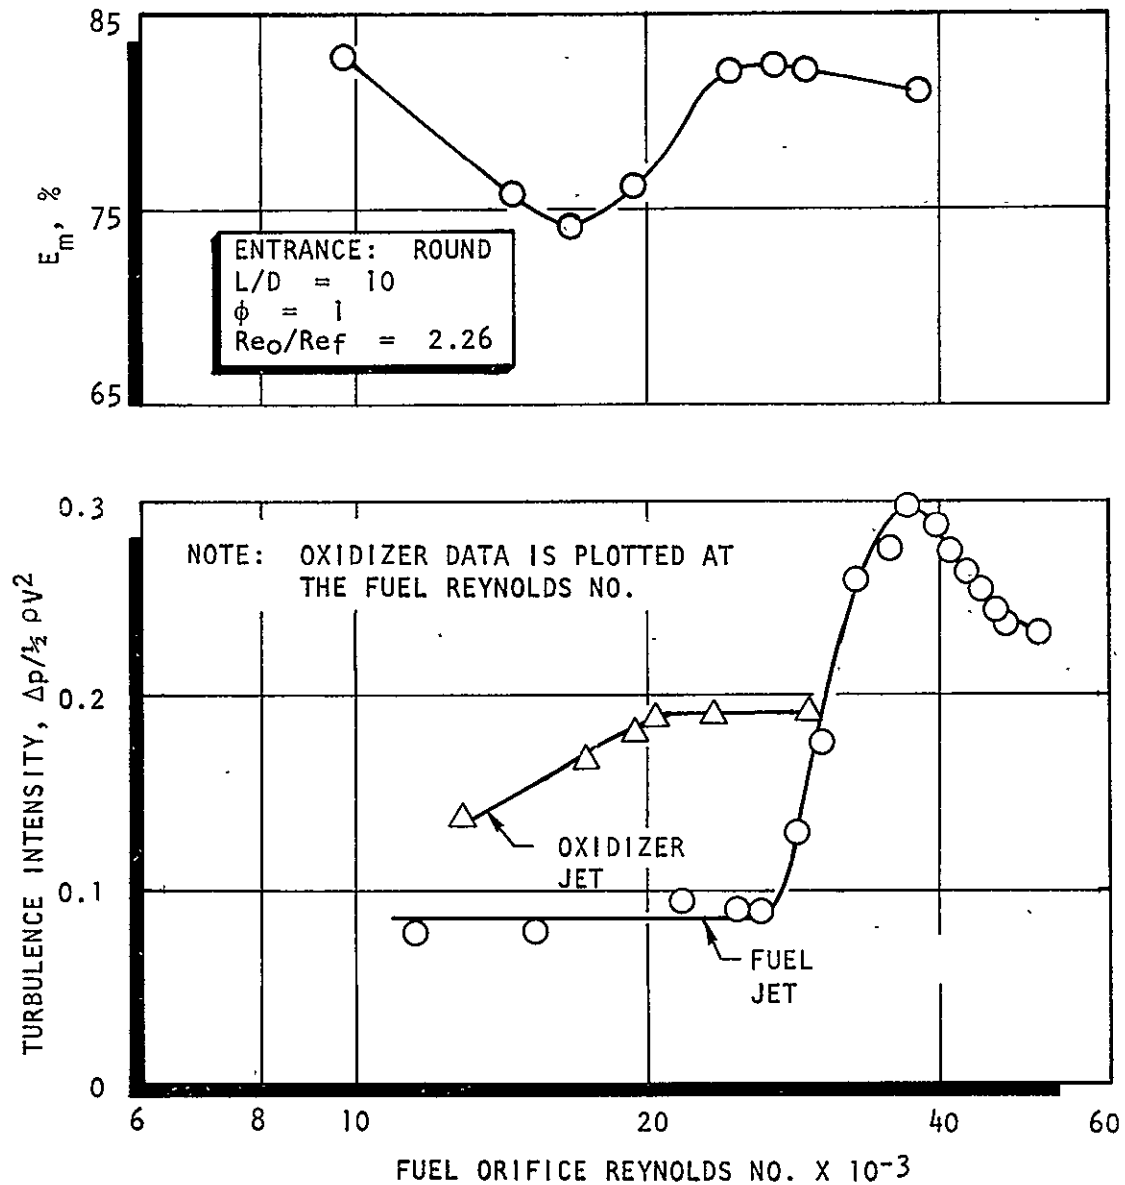 85
75
65
E_m, %
ENTRANCE: ROUND
L/D = 10
φ = 1
Re_O/Re_f = 2.26
0.3
0.2
0.1
0
TURBULENCE INTENSITY, Δp/½ ρV²
NOTE: OXIDIZER DATA IS PLOTTED AT
THE FUEL REYNOLDS NO.
OXIDIZER
JET
FUEL
JET
6 8 10 20 40 60
FUEL ORIFICE REYNOLDS NO. X 10⁻³